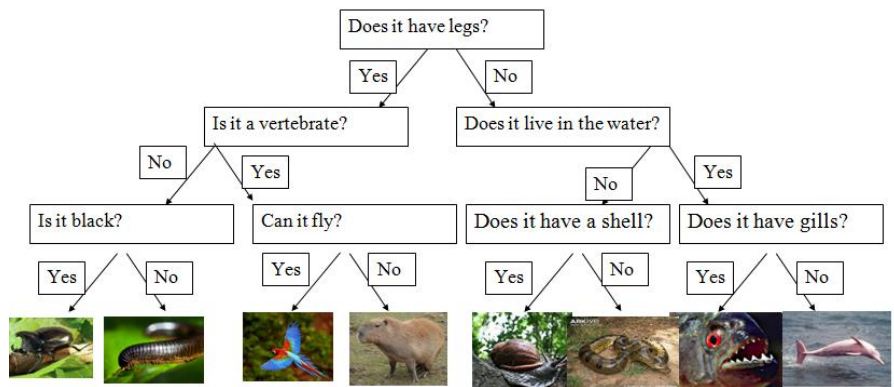 Does it have legs?
Yes
No
Is it a vertebrate?
Does it live in the water?
No
Yes
No
Yes
Is it black?
Can it fly?
Does it have a shell?
Does it have gills?
Yes
No
Yes
No
Yes
No
Yes
No
ARKIVE